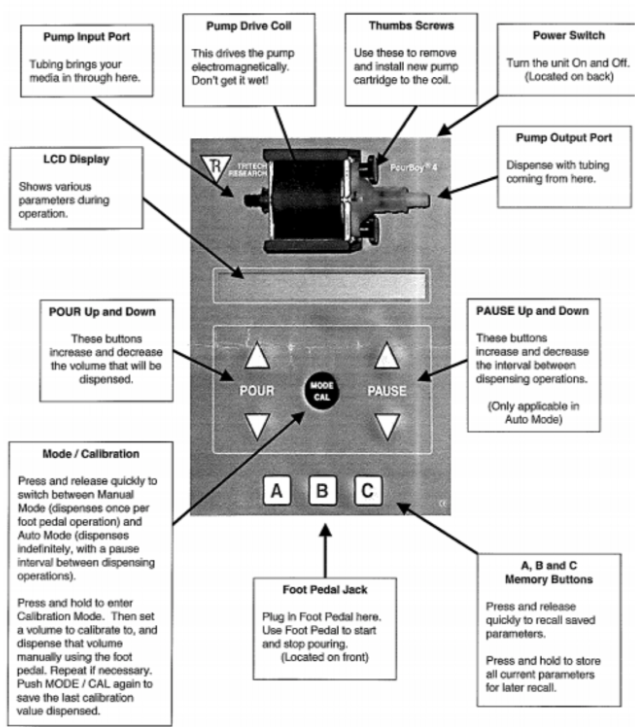 Pump Input Port
Tubing brings your
media in through here.
Pump Drive Coil
This drives the pump
electromagnetically.
Don't get it wet!
Thumbs Screws
Use these to remove
and install new pump
cartridge to the coil.
Power Switch
Turn the unit On and Off.
(Located on back)
Pump Output Port
Dispense with tubing
coming from here.
LCD Display
Shows various
parameters during
operation.
TRITECH
RESEARCH
PourBoy® 4
POUR Up and Down
These buttons
increase and decrease
the volume that will be
dispensed.
PAUSE Up and Down
These buttons
increase and decrease
the interval between
dispensing operations.
(Only applicable in
Auto Mode)
POUR
MODE
CAL
PAUSE
A B C
Mode / Calibration
Press and release quickly to
switch between Manual
Mode (dispenses once per
foot pedal operation) and
Auto Mode (dispenses
indefinitely, with a pause
interval between dispensing
operations).
Press and hold to enter
Calibration Mode. Then set
a volume to calibrate to, and
dispense that volume
manually using the foot
pedal. Repeat if necessary.
Push MODE / CAL again to
save the last calibration
value dispensed.
Foot Pedal Jack
Plug in Foot Pedal here.
Use Foot Pedal to start
and stop pouring.
(Located on front)
A, B and C
Memory Buttons
Press and release
quickly to recall saved
parameters.
Press and hold to store
all current parameters
for later recall.